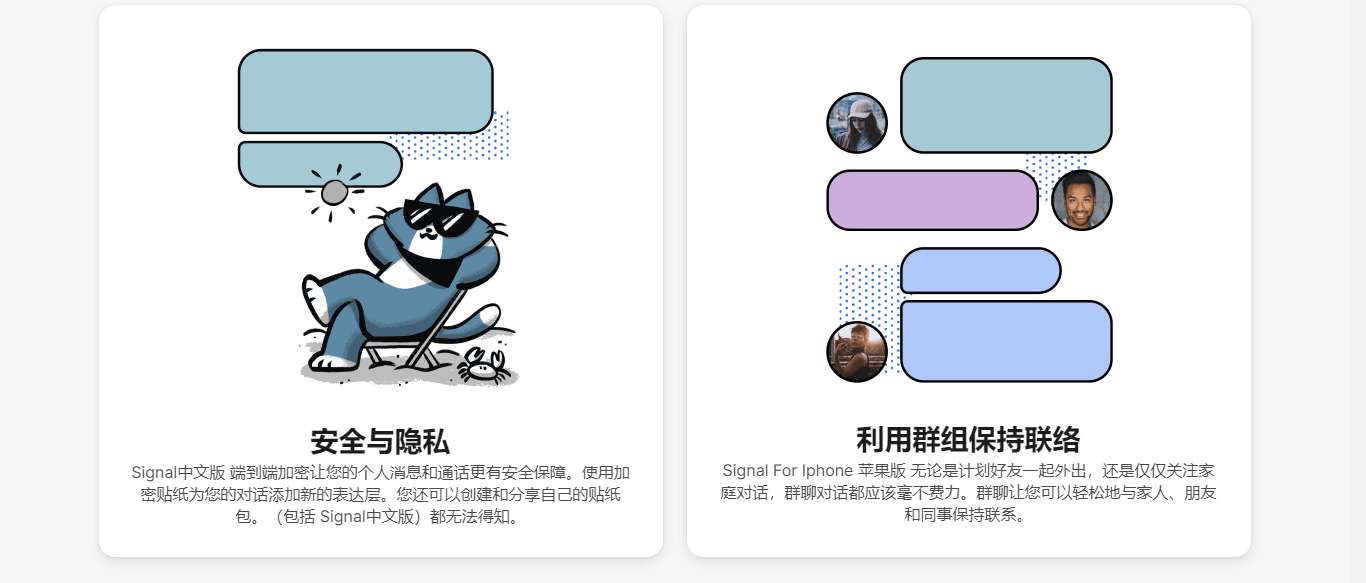 安全与隐私
Signal中文版 端到端加密让您的个人消息和通话更有安全保障。使用加
密贴纸为您的对话添加新的表达层。您还可以创建和分享自己的贴纸
包。（包括 Signal中文版）都无法得知。
利用群组保持联络
Signal For Iphone 苹果版 无论是计划好友一起外出，还是仅仅关注家
庭对话，群聊对话都应该毫不费力。群聊让您可以轻松地与家人、朋友
和同事保持联系。